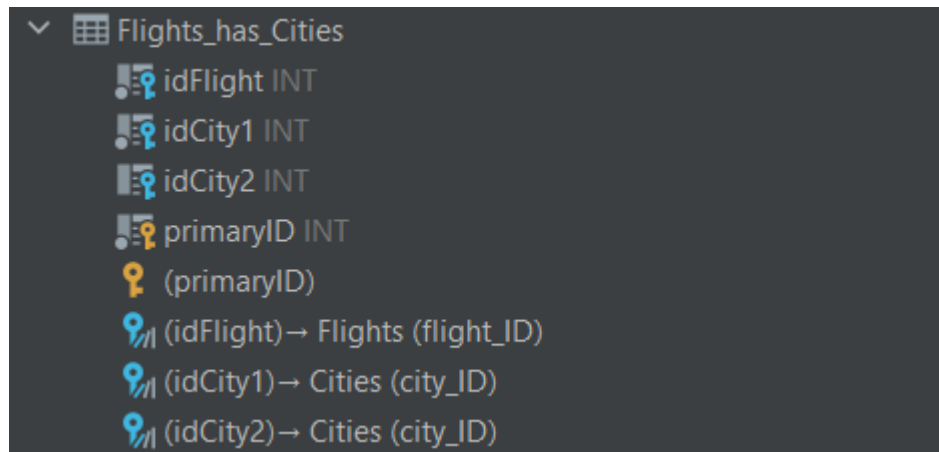 Flights_has_Cities
idFlight INT
idCity1 INT
idCity2 INT
primaryID INT
(primaryID)
(idFlight)→ Flights (flight_ID)
(idCity1)→ Cities (city_ID)
(idCity2)→ Cities (city_ID)